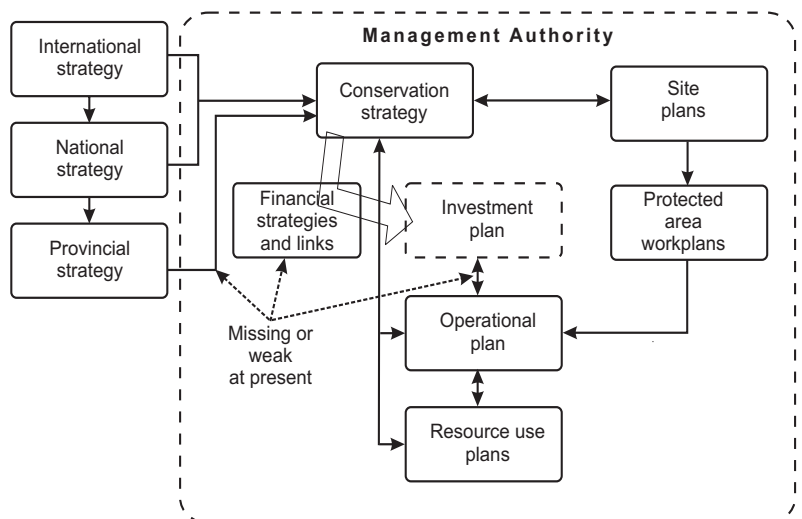 Management Authority
International
strategy
National
strategy
Provincial
strategy
Conservation
strategy
Site
plans
Financial
strategies
and links
Investment
plan
Protected
area
workplans
Missing or
weak
at present
Operational
plan
Resource use
plans